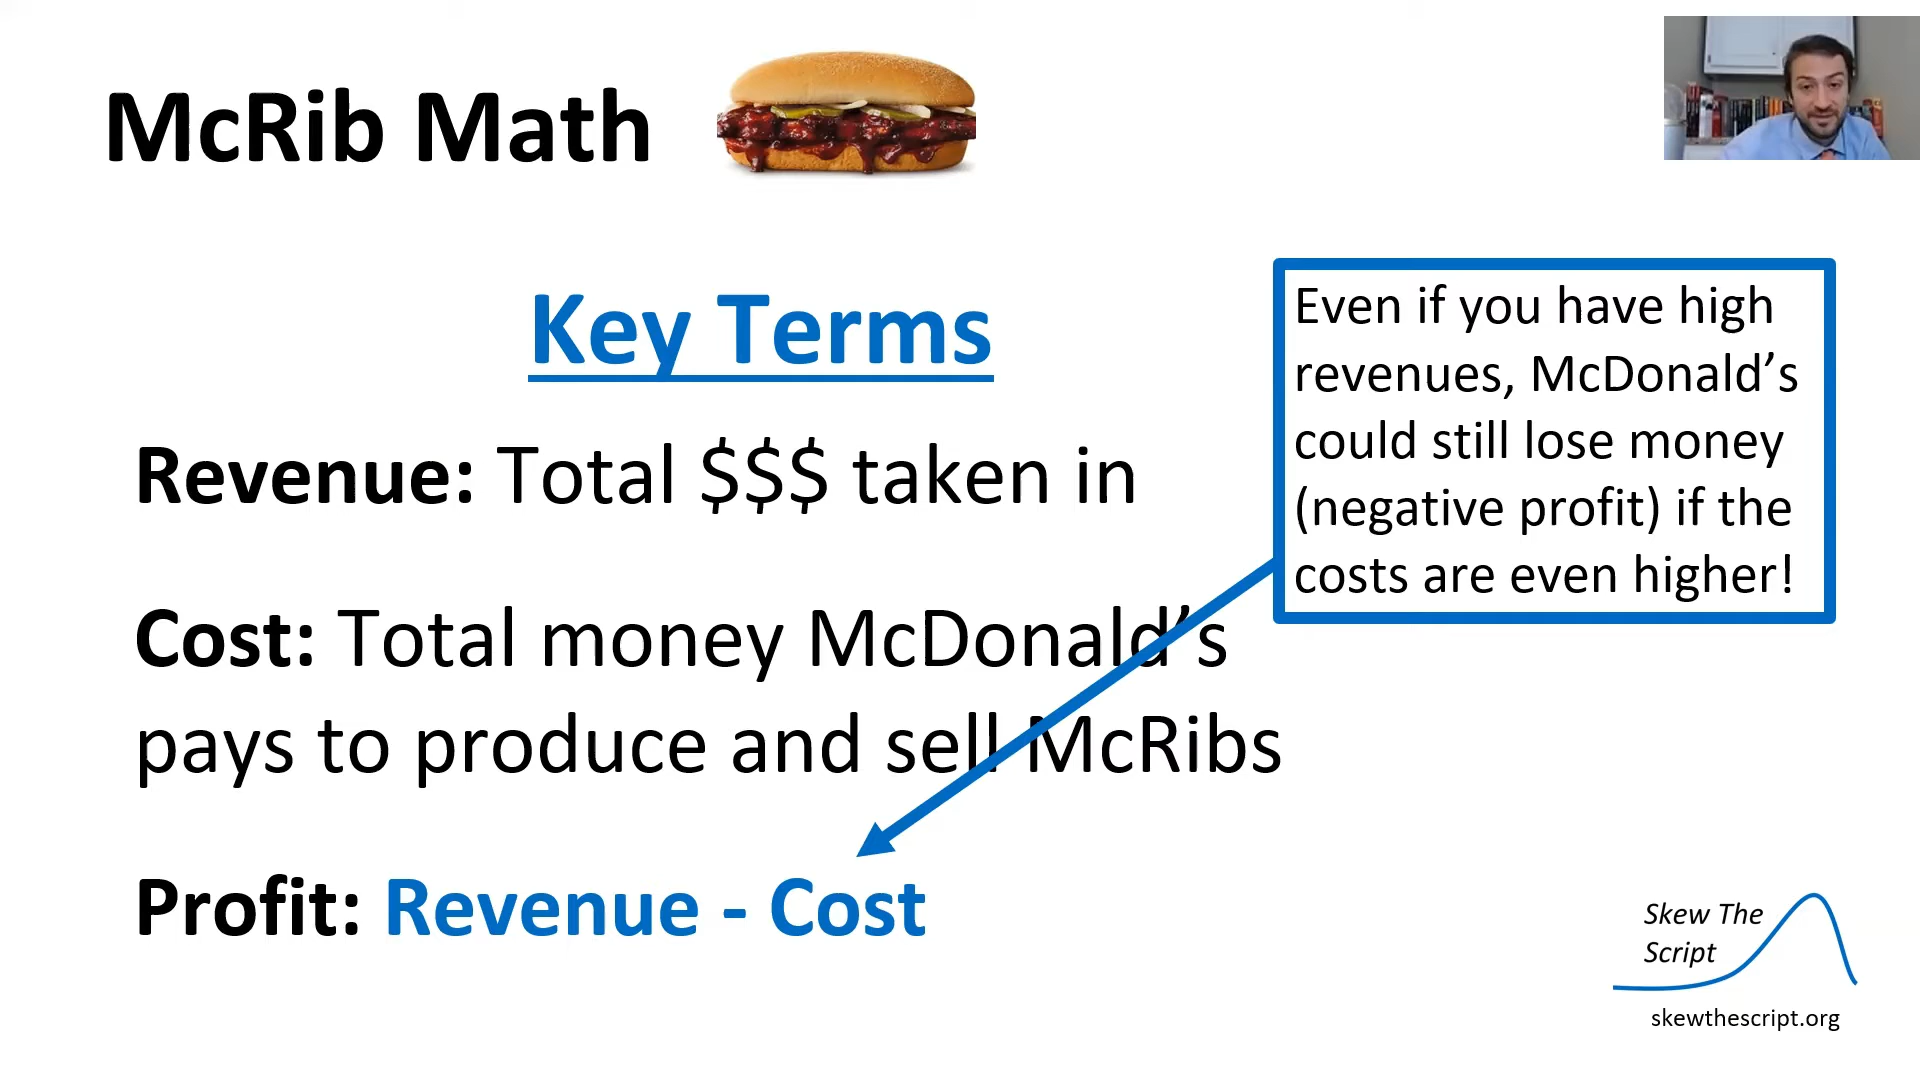 McRib Math
Key Terms
Revenue: Total $$$ taken in
Cost: Total money McDonald’s
pays to produce and sell McRibs
Profit: Revenue - Cost
Even if you have high
revenues, McDonald’s
could still lose money
(negative profit) if the
costs are even higher!
Skew The
Script
skewthescript.org